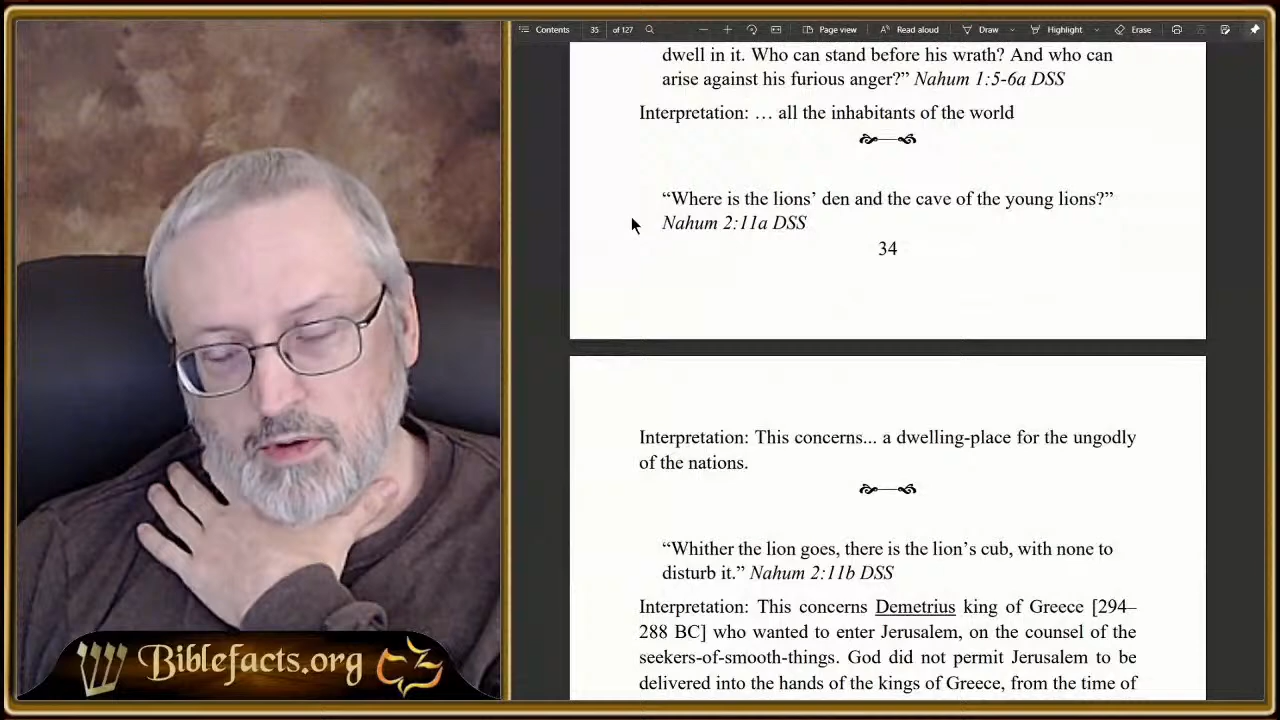 Contents
35
of 127
Page view
Read aloud
Draw
Highlight
Erase
dwell in it. Who can stand before his wrath? And who can
arise against his furious anger?” Nahum 1:5-6a DSS
Interpretation: … all the inhabitants of the world
“Where is the lions’ den and the cave of the young lions?”
Nahum 2:11a DSS
34
Interpretation: This concerns... a dwelling-place for the ungodly
of the nations.
“Whither the lion goes, there is the lion’s cub, with none to
disturb it.” Nahum 2:11b DSS
Interpretation: This concerns Demetrius king of Greece [294–
288 BC] who wanted to enter Jerusalem, on the counsel of the
seekers-of-smooth-things. God did not permit Jerusalem to be
delivered into the hands of the kings of Greece, from the time of
Biblefacts.org